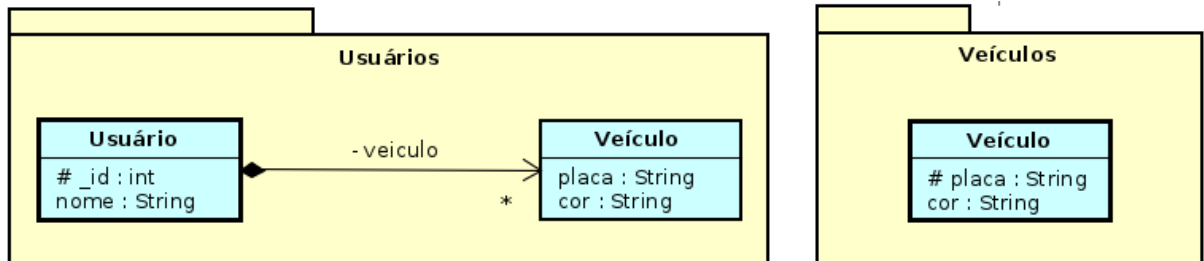 Usuários
Usuário
# _id : int
nome : String
- veiculo
*
Veículo
placa : String
cor : String
Veículos
Veículo
# placa : String
cor : String